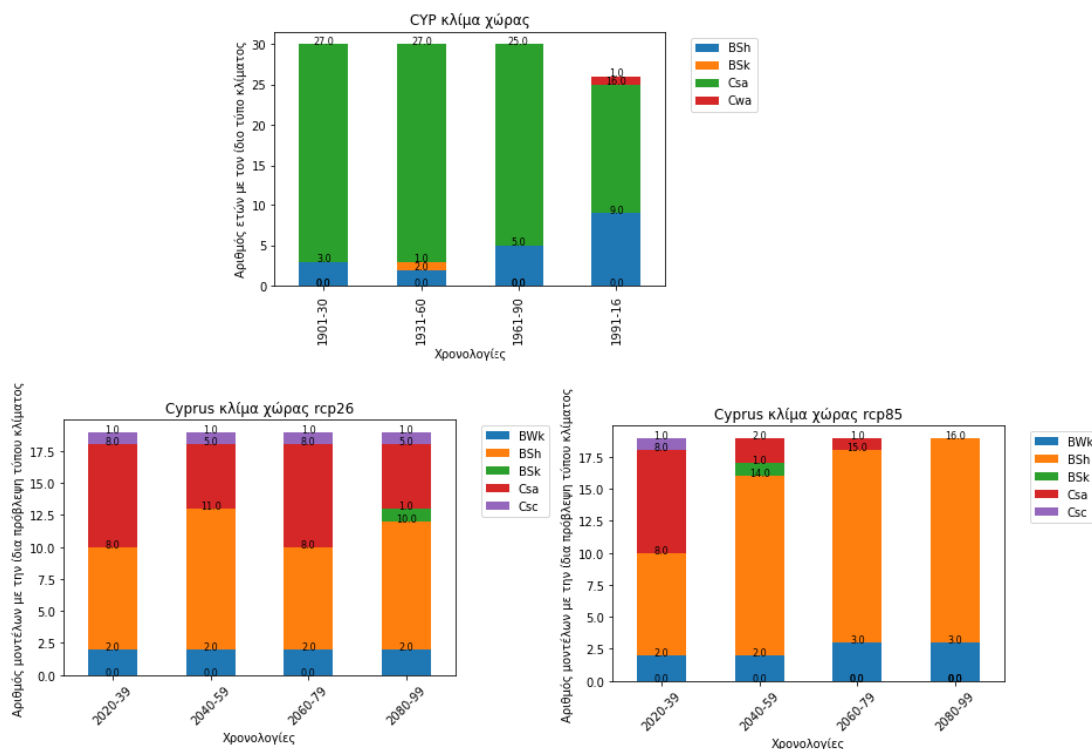 CYP κλίμα χώρας
Αριθμός ετών με τον ίδιο τύπο κλίματος
30
25
20
15
10
5
0
27.0 27.0 25.0 1.0
16.0
3.0 1.0 5.0 9.0
2.0
0.0 0.0 0.0 0.0
1901-30 1931-60 1961-90 1991-16
Χρονολογίες
BSh
BSk
Csa
Cwa
Cyprus κλίμα χώρας rcp26
Αριθμός μοντέλων με την ίδια πρόβλεψη τύπου κλίματος
17.5
15.0
12.5
10.0
7.5
5.0
2.5
0.0
1.0 1.0 1.0 1.0
8.0 5.0 8.0 5.0
11.0 1.0
8.0 8.0 10.0
2.0 2.0 2.0 2.0
0.0 0.0 0.0
2020-39 2040-59 2060-79 2080-99
Χρονολογίες
BWk
BSh
BSk
Csa
Csc
Cyprus κλίμα χώρας rcp85
Αριθμός μοντέλων με την ίδια πρόβλεψη τύπου κλίματος
17.5
15.0
12.5
10.0
7.5
5.0
2.5
0.0
1.0 2.0 1.0 16.0
8.0 1.0 15.0
14.0
8.0
2.0 2.0 3.0 3.0
0.0 0.0 0.0 0.0
2020-39 2040-59 2060-79 2080-99
Χρονολογίες
BWk
BSh
BSk
Csa
Csc